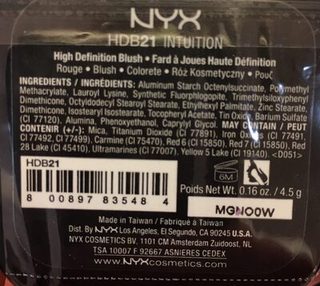 NYX
HDB21 INTUITION
High Definition Blush • Fard à Joues Haute Définition
Rouge • Blush • Colorete • Róż Kosmetyczny • Pouč
INGREDIENTS / INGRÉDIENTS: Aluminum Starch Octenylsuccinate, Polymethyl
Methacrylate, Lauroyl Lysine, Synthetic Fluorphlogopite, Trimethylsiloxyphenyl
Dimethicone, Octyldodecyl Stearoyl Stearate, Ethylhexyl Palmitate, Zinc Stearate,
Dimethicone, Isostearyl Isostearate, Tocopheryl Acetate, Tin Oxide, Barium Sulfate
(CI 77120), Alumina, Phenoxyethanol, Caprylyl Glycol. MAY CONTAIN / PEUT
CONTENIR (+/-): Mica, Titanium Dioxide (CI 77891), Iron Oxides (CI 77491,
CI 77492, CI 77499), Carmine (CI 75470), Red 6 (CI 15850), Red 7 (CI 15850), Red
28 Lake (CI 45410), Ultramarines (CI 77007), Yellow 5 Lake (CI 19140). <D051>
HDB21
8 00897 83548 4
6M
Poids Net Wt. 0.16 oz. / 4.5 g
MGNO0W
Made in Taiwan / Fabriqué à Taiwan
Dist. By NYX Los Angeles, El Segundo, CA 90245 U.S.A.
NYX COSMETICS BV, 1101 CM Amsterdam Zuidoost, NL
TSA 10007 F 92667 ASNIERES CEDEX
www.NYXcosmetics.com